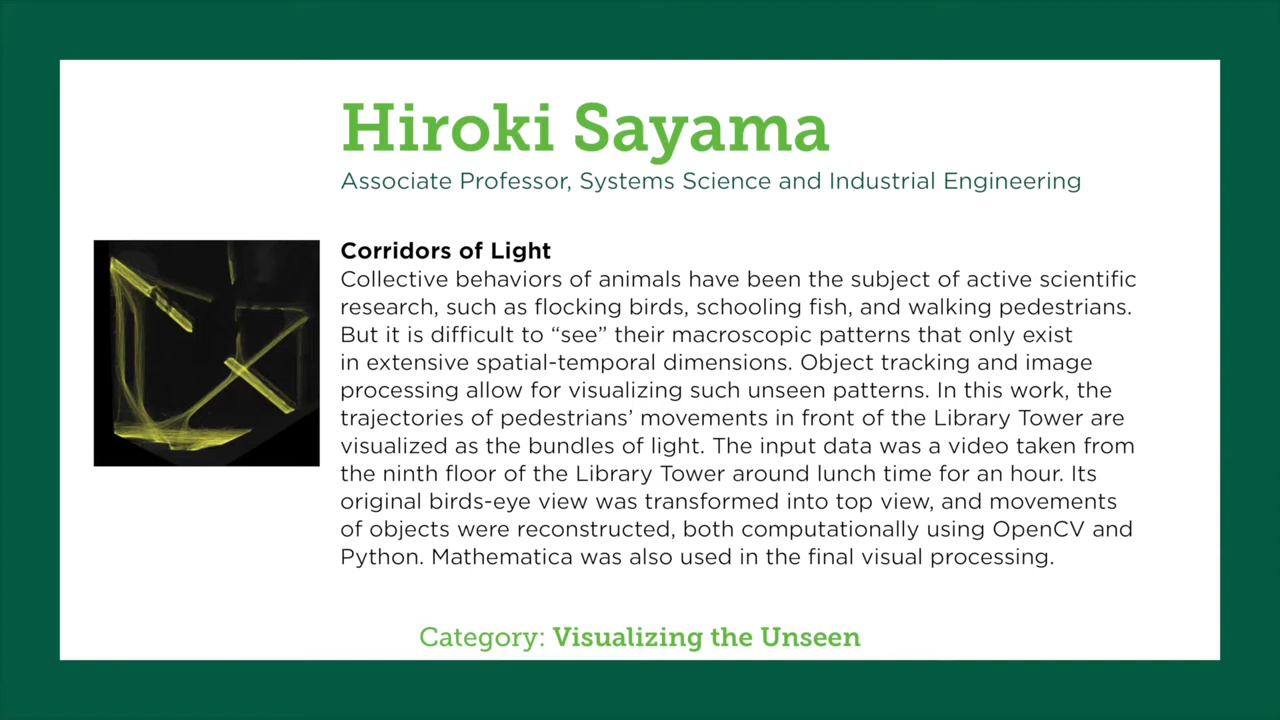 Hiroki Sayama
Associate Professor, Systems Science and Industrial Engineering
Corridors of Light
Collective behaviors of animals have been the subject of active scientific
research, such as flocking birds, schooling fish, and walking pedestrians.
But it is difficult to “see” their macroscopic patterns that only exist
in extensive spatial-temporal dimensions. Object tracking and image
processing allow for visualizing such unseen patterns. In this work, the
trajectories of pedestrians’ movements in front of the Library Tower are
visualized as the bundles of light. The input data was a video taken from
the ninth floor of the Library Tower around lunch time for an hour. Its
original birds-eye view was transformed into top view, and movements
of objects were reconstructed, both computationally using OpenCV and
Python. Mathematica was also used in the final visual processing.
Category: Visualizing the Unseen